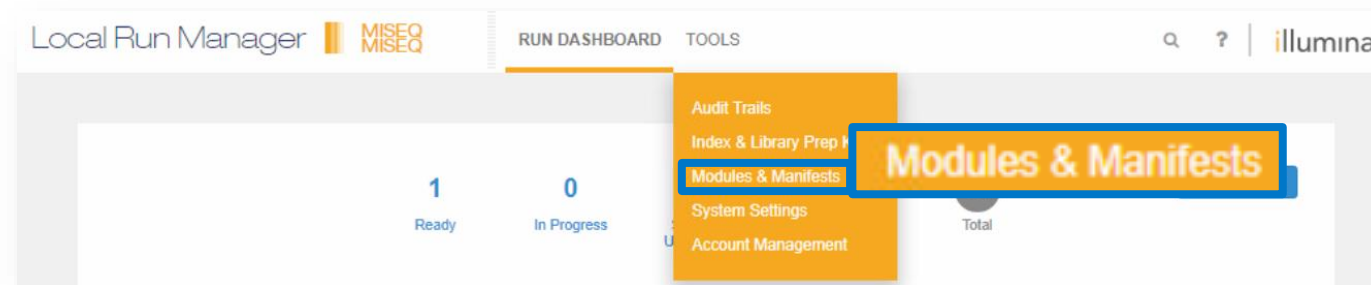 Local Run Manager MISEQ MISEQ RUN DASHBOARD TOOLS ? illumina
Audit Trails
Index & Library Prep
Modules & Manifests Modules & Manifests
System Settings
Account Management
1 0
Ready In Progress Total